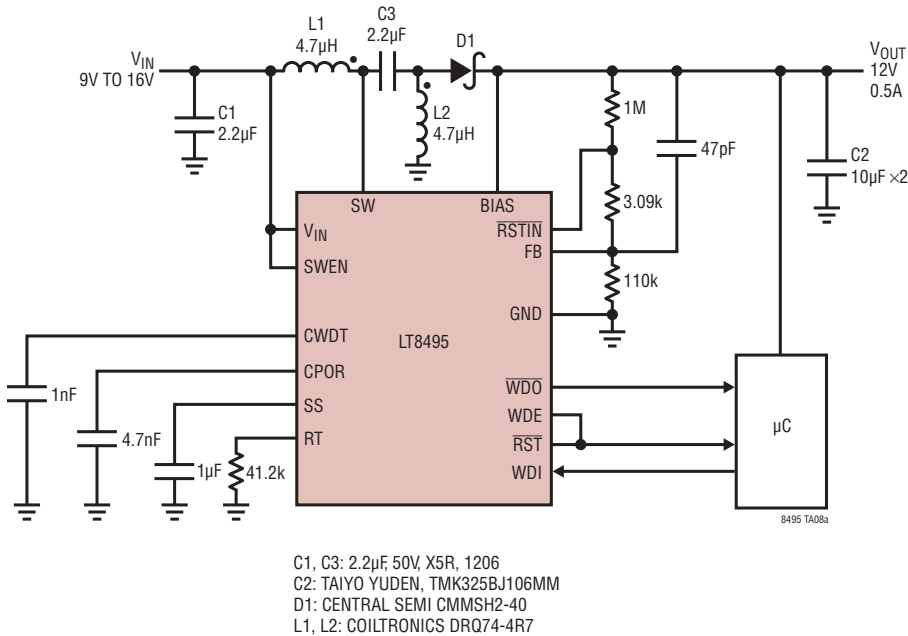 V_IN
9V TO 16V
L1
4.7µH
C3
2.2µF
D1
V_OUT
12V
0.5A
C1
2.2µF
L2
4.7µH
1M
47pF
C2
10µF ×2
SW
BIAS
V_IN
SWEN
RSTIN
FB
3.09k
110k
GND
LT8495
CWDT
CPOR
SS
RT
WDO
WDE
RST
WDI
µC
1nF
4.7nF
1µF
41.2k
8495 TA08a
C1, C3: 2.2µF, 50V, X5R, 1206
C2: TAIYO YUDEN, TMK325BJ106MM
D1: CENTRAL SEMI CMMSH2-40
L1, L2: COILTRONICS DRQ74-4R7